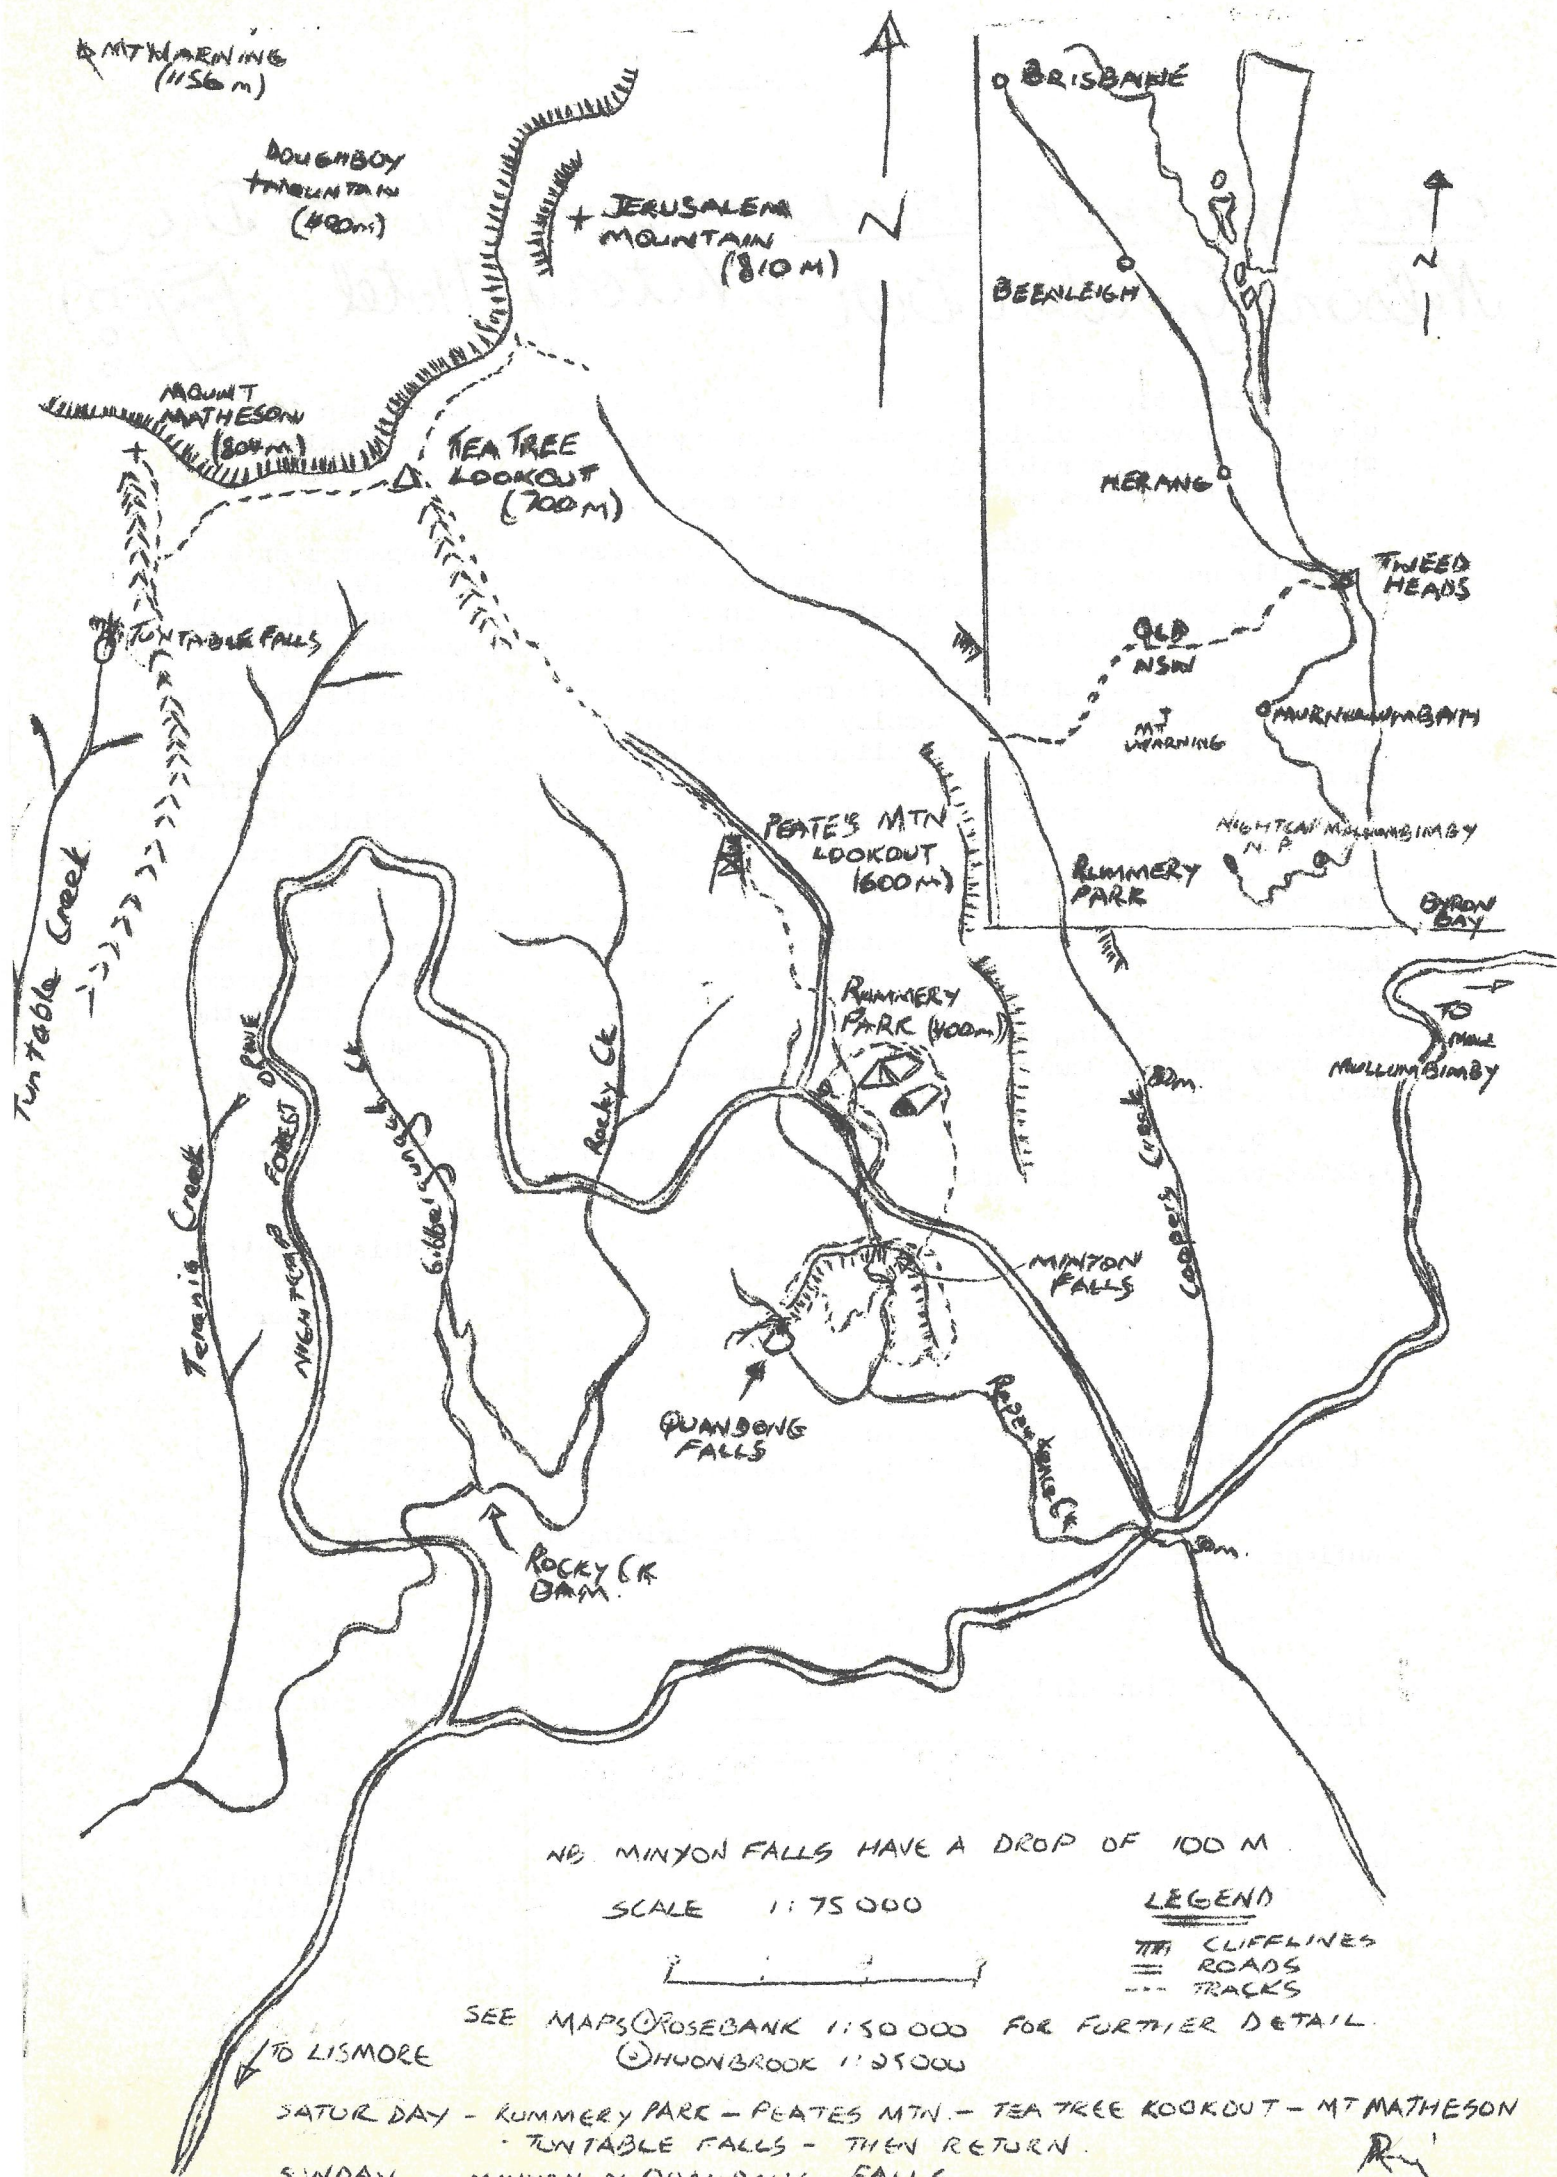 MT WARNING
(1156 m)
DOUGHBOY
MOUNTAIN
JERUSALEM
MOUNTAIN
(810 M)
N
BRISBANE
BEENLEIGH
NERANG
N
TWEED
HEADS
QLD
NSW
MT
WARNING
NIGHTCAP
N.P
MULLUMBIMBY
RUMMERY
PARK
BYRON
BAY
MOUNT
MATHESON
(804 m)
TEA TREE
LOOKOUT
(700 M)
TUNTABLE FALLS
Tuntable Creek
PEATE'S MTN
LOOKOUT
(600 M)
RUMMERY
PARK (400m)
TO
MULLUMBIMBY
80m.
Coopers Creek
Rocky Ck
Ck
Terania Creek
NIGHTCAP FOREST DRIVE
MINYON
FALLS
QUANDONG
FALLS
ROCKY CK
DAM.
NB. MINYON FALLS HAVE A DROP OF 100 M
SCALE 1:75 000
LEGEND
CLIFFLINES
ROADS
TRACKS
SEE MAPS ROSEBANK 1:50 000 FOR FURTHER DETAIL.
HUONBROOK 1:25000
TO LISMORE
SATURDAY - RUMMERY PARK - PEATES MTN - TEA TREE KOOKOUT - MT MATHESON
TUNTABLE FALLS - THEN RETURN.
SUNDAY
FALLS